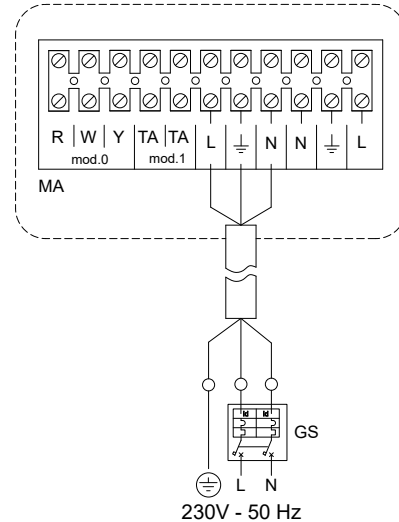 R W Y TA TA L N N L
mod.0 mod.1
MA
GS
L N
230V - 50 Hz